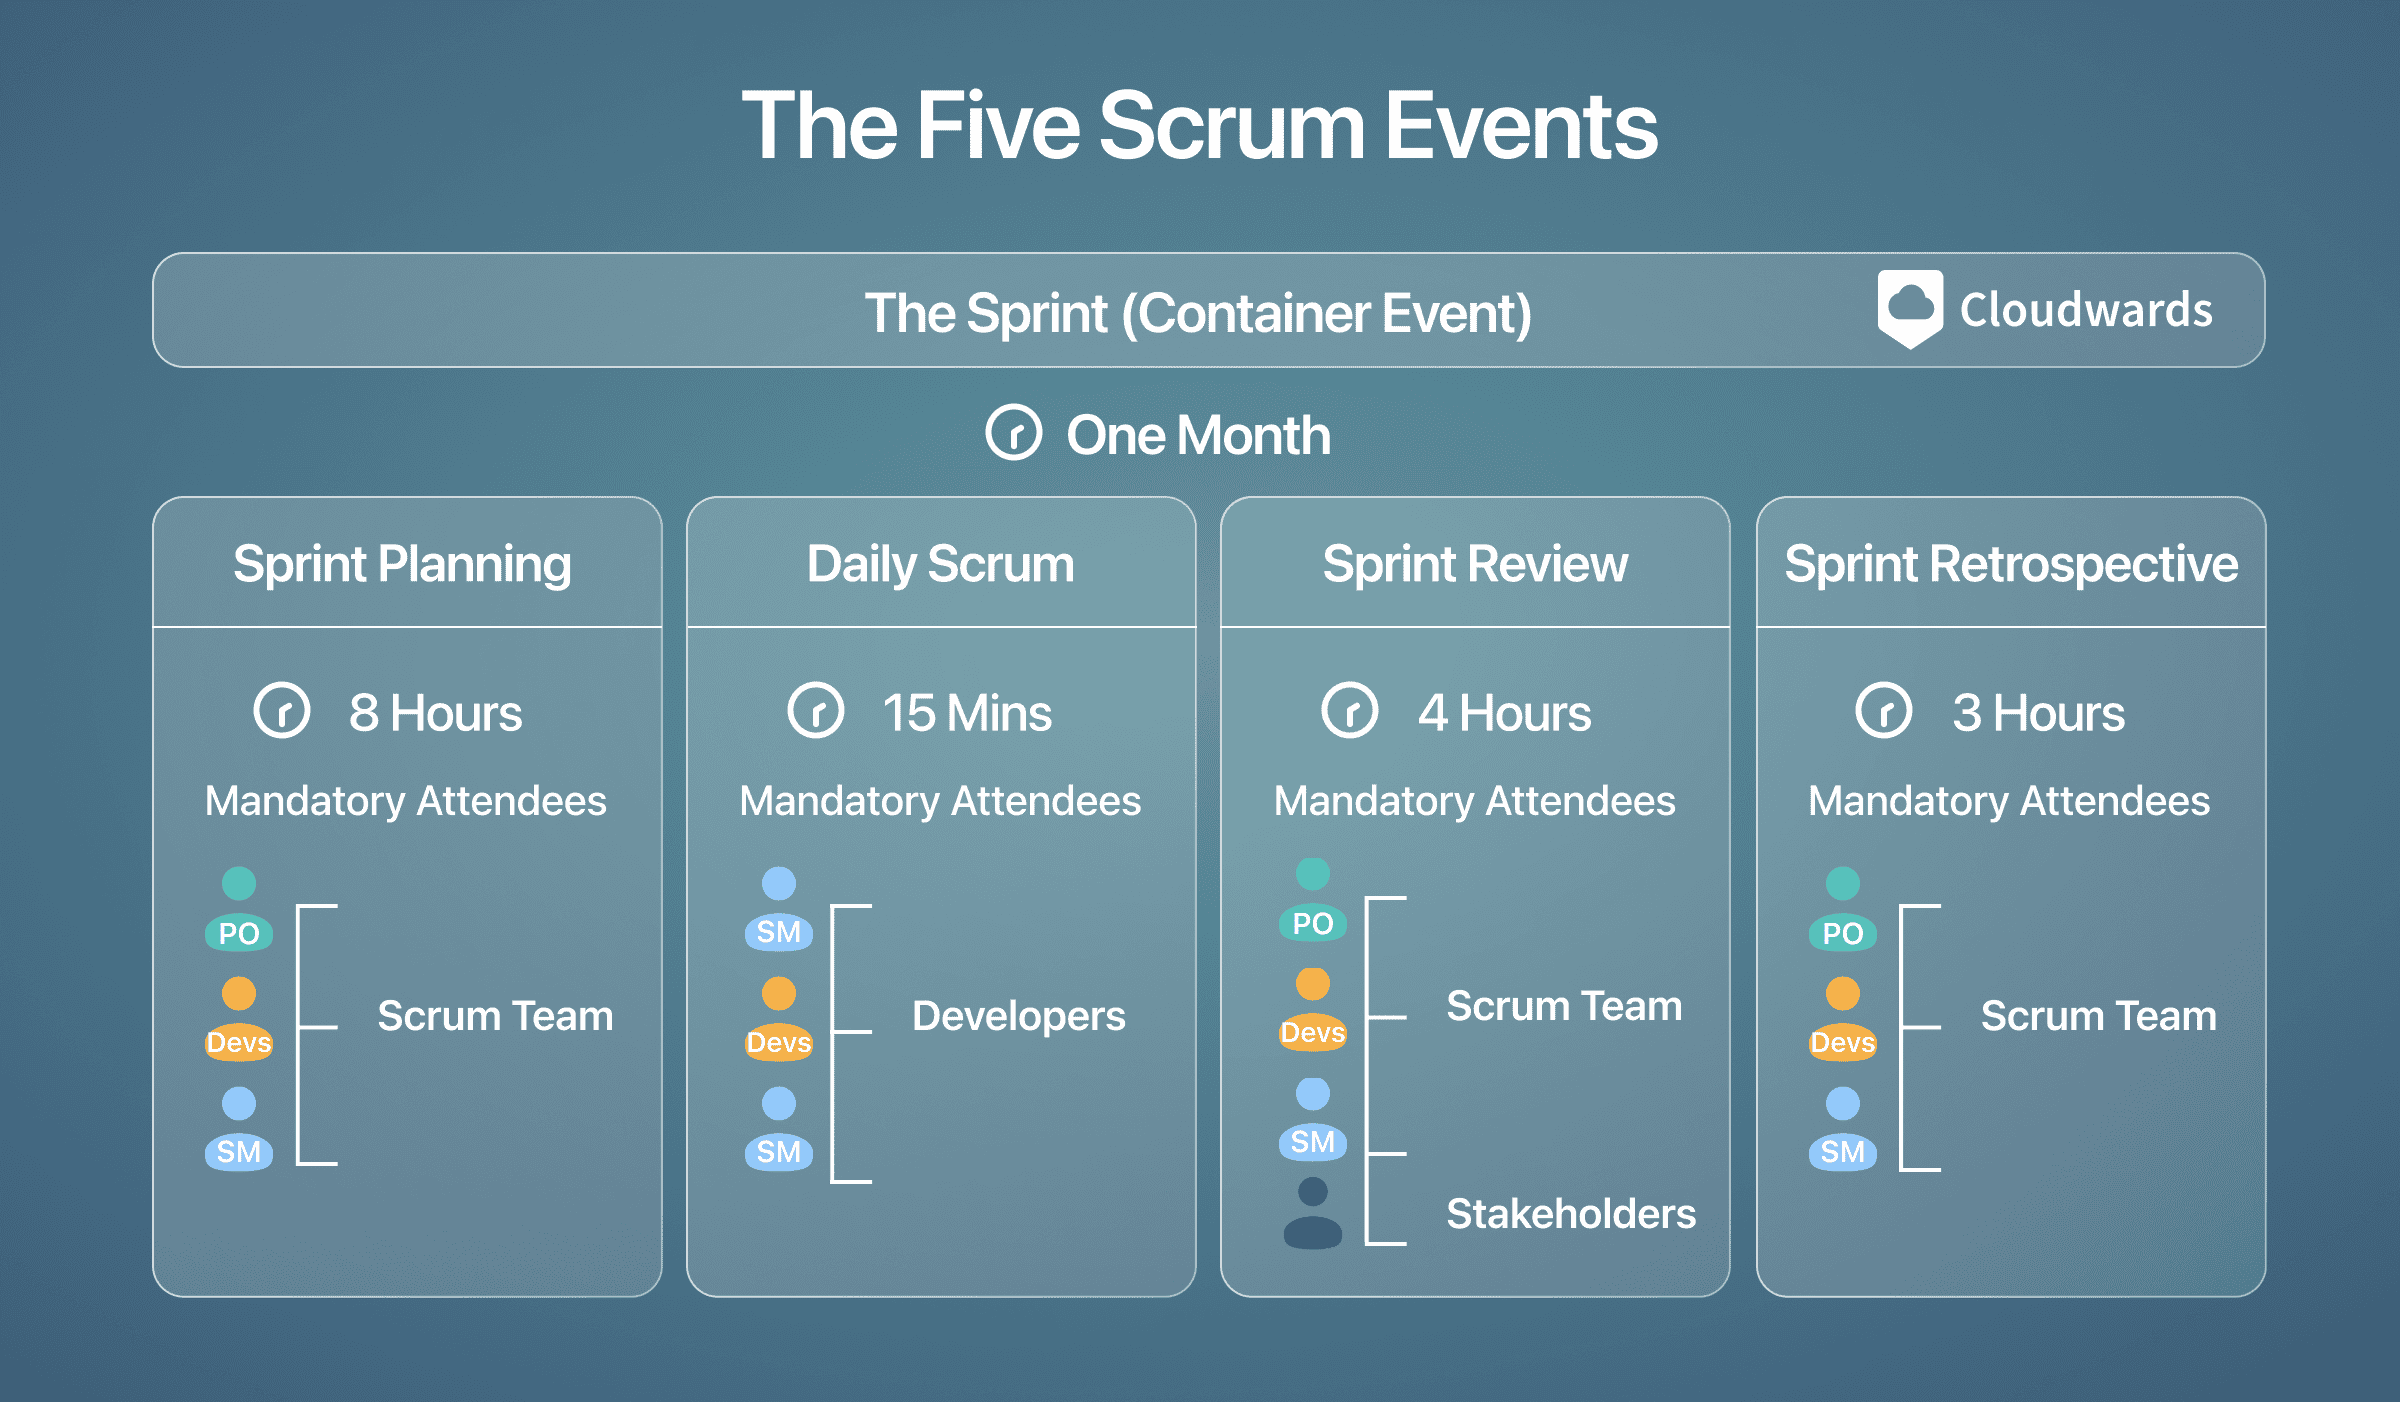 The Five Scrum Events
The Sprint (Container Event)
Cloudwards
One Month
Sprint Planning
8 Hours
Mandatory Attendees
PO
Devs
SM
Scrum Team
Daily Scrum
15 Mins
Mandatory Attendees
SM
Devs
SM
Developers
Sprint Review
4 Hours
Mandatory Attendees
PO
Devs
SM
Scrum Team
Stakeholders
Sprint Retrospective
3 Hours
Mandatory Attendees
PO
Devs
SM
Scrum Team